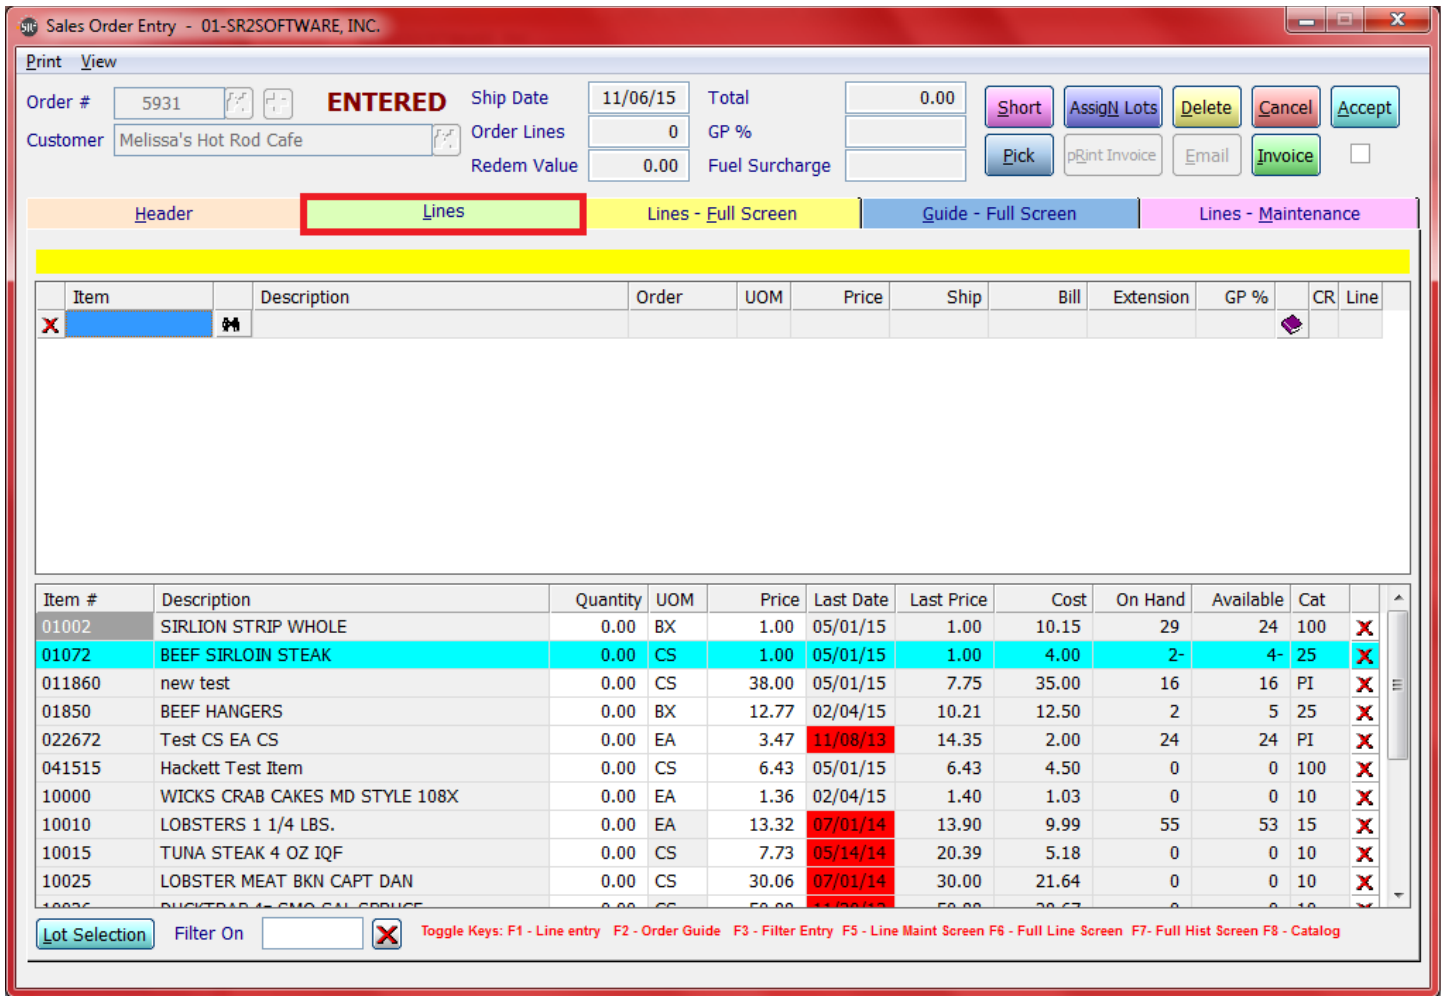 SR2 Sales Order Entry - 01-SR2SOFTWARE, INC.
Print View
Order # 5931 ENTERED Ship Date 11/06/15 Total 0.00 Short AssigN Lots Delete Cancel Accept
Customer Melissa's Hot Rod Cafe Order Lines 0 GP %
Redem Value 0.00 Fuel Surcharge Pick pRint Invoice Email Invoice
Header Lines Lines - Full Screen Guide - Full Screen Lines - Maintenance
Item Description Order UOM Price Ship Bill Extension GP % CR Line
Item # Description Quantity UOM Price Last Date Last Price Cost On Hand Available Cat
01002 SIRLION STRIP WHOLE 0.00 BX 1.00 05/01/15 1.00 10.15 29 24 100
01072 BEEF SIRLOIN STEAK 0.00 CS 1.00 05/01/15 1.00 4.00 2- 4- 25
011860 new test 0.00 CS 38.00 05/01/15 7.75 35.00 16 16 PI
01850 BEEF HANGERS 0.00 BX 12.77 02/04/15 10.21 12.50 2 5 25
022672 Test CS EA CS 0.00 EA 3.47 11/08/13 14.35 2.00 24 24 PI
041515 Hackett Test Item 0.00 CS 6.43 05/01/15 6.43 4.50 0 0 100
10000 WICKS CRAB CAKES MD STYLE 108X 0.00 EA 1.36 02/04/15 1.40 1.03 0 0 10
10010 LOBSTERS 1 1/4 LBS. 0.00 EA 13.32 07/01/14 13.90 9.99 55 53 15
10015 TUNA STEAK 4 OZ IQF 0.00 CS 7.73 05/14/14 20.39 5.18 0 0 10
10025 LOBSTER MEAT BKN CAPT DAN 0.00 CS 30.06 07/01/14 30.00 21.64 0 0 10
Lot Selection Filter On Toggle Keys: F1 - Line entry F2 - Order Guide F3 - Filter Entry F5 - Line Maint Screen F6 - Full Line Screen F7- Full Hist Screen F8 - Catalog